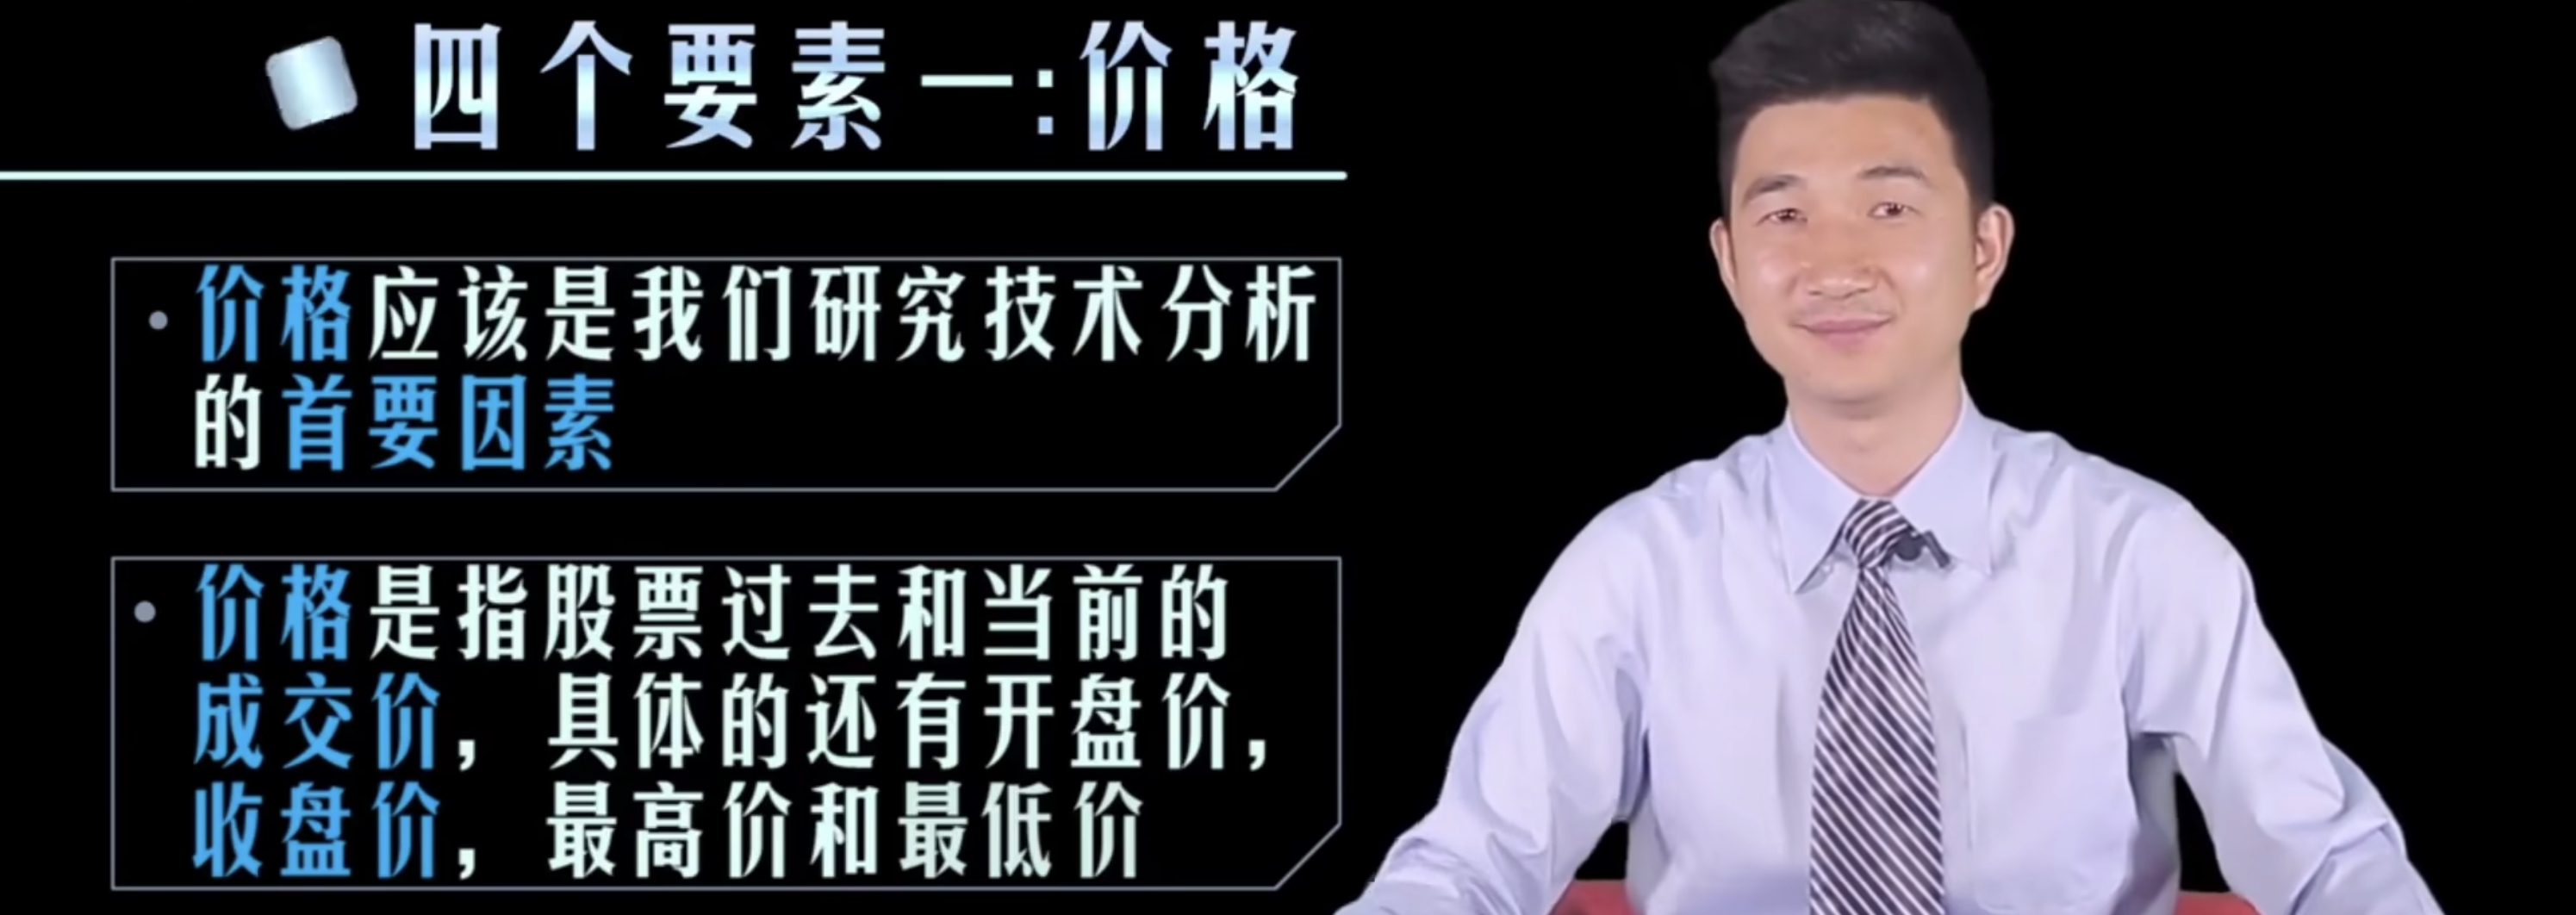 四个要素一:价格
价格应该是我们研究技术分析
的首要因素
价格是指股票过去和当前的
成交价，具体的还有开盘价，
收盘价，最高价和最低价